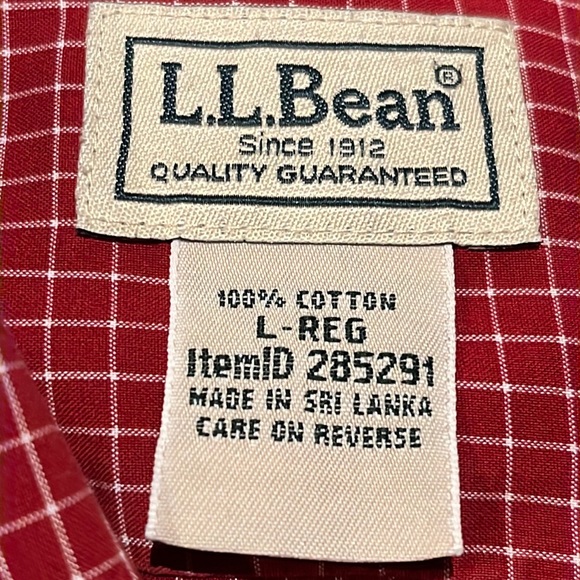 L.L.Bean®
Since 1912
QUALITY GUARANTEED
100% COTTON
L-REG
ItemID 285291
MADE IN SRI LANKA
CARE ON REVERSE